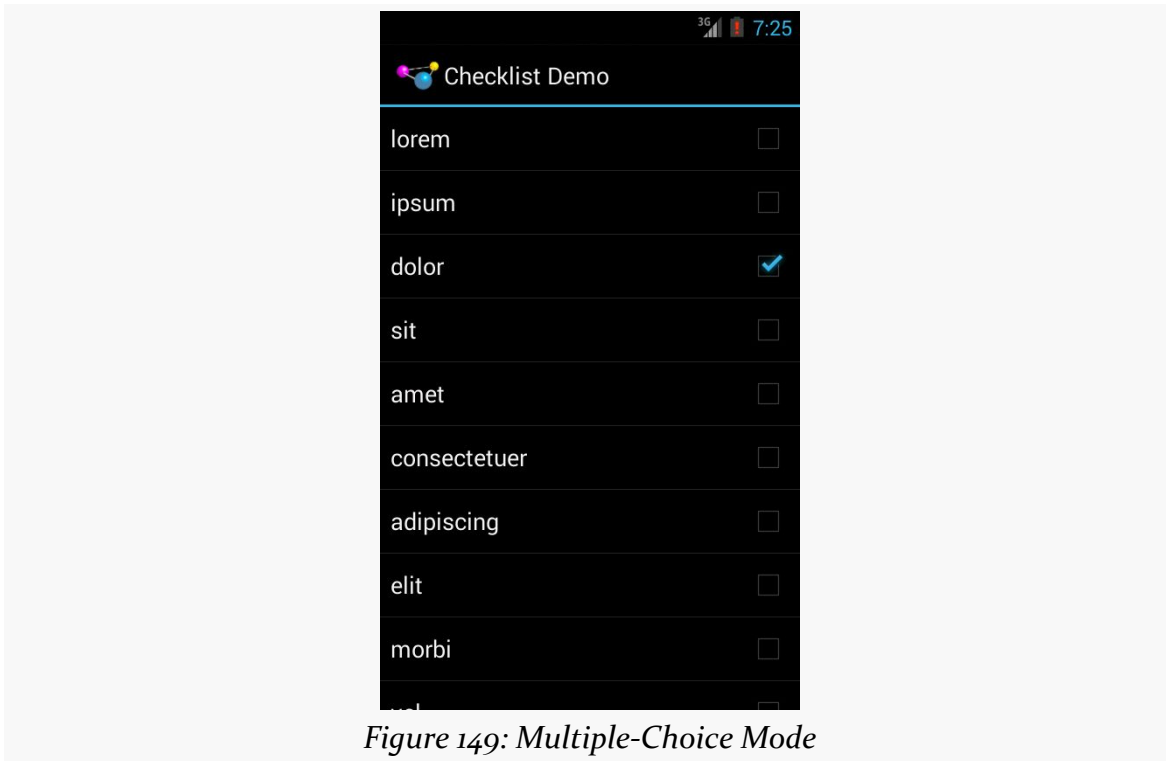 3G 7:25
Checklist Demo
lorem
ipsum
dolor
sit
amet
consectetuer
adipiscing
elit
morbi
Figure 149: Multiple-Choice Mode